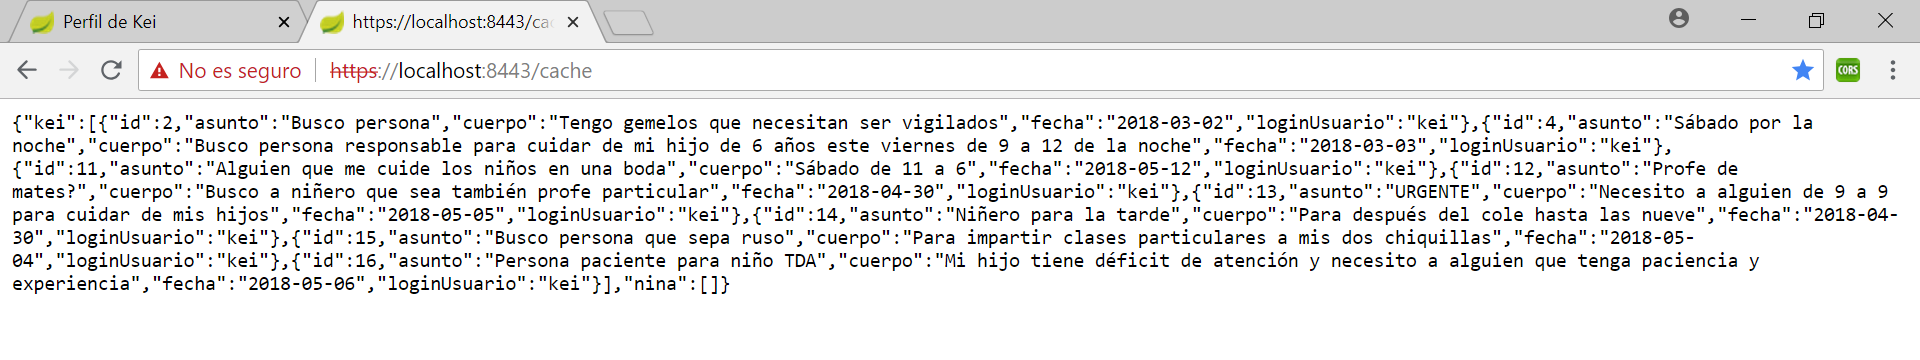 Perfil de Kei
https://localhost:8443/cac
No es seguro
https://localhost:8443/cache
CORS
{"kei":[{"id":2,"asunto":"Busco persona","cuerpo":"Tengo gemelos que necesitan ser vigilados","fecha":"2018-03-02","loginUsuario":"kei"},{"id":4,"asunto":"Sábado por la
noche","cuerpo":"Busco persona responsable para cuidar de mi hijo de 6 años este viernes de 9 a 12 de la noche","fecha":"2018-03-03","loginUsuario":"kei"},
{"id":11,"asunto":"Alguien que me cuide los niños en una boda","cuerpo":"Sábado de 11 a 6","fecha":"2018-05-12","loginUsuario":"kei"},{"id":12,"asunto":"Profe de
mates?","cuerpo":"Busco a niñero que sea también profe particular","fecha":"2018-04-30","loginUsuario":"kei"},{"id":13,"asunto":"URGENTE","cuerpo":"Necesito a alguien de 9 a 9
para cuidar de mis hijos","fecha":"2018-05-05","loginUsuario":"kei"},{"id":14,"asunto":"Niñero para la tarde","cuerpo":"Para después del cole hasta las nueve","fecha":"2018-04-
30","loginUsuario":"kei"},{"id":15,"asunto":"Busco persona que sepa ruso","cuerpo":"Para impartir clases particulares a mis dos chiquillas","fecha":"2018-05-
04","loginUsuario":"kei"},{"id":16,"asunto":"Persona paciente para niño TDA","cuerpo":"Mi hijo tiene déficit de atención y necesito a alguien que tenga paciencia y
experiencia","fecha":"2018-05-06","loginUsuario":"kei"}],"nina":[]}